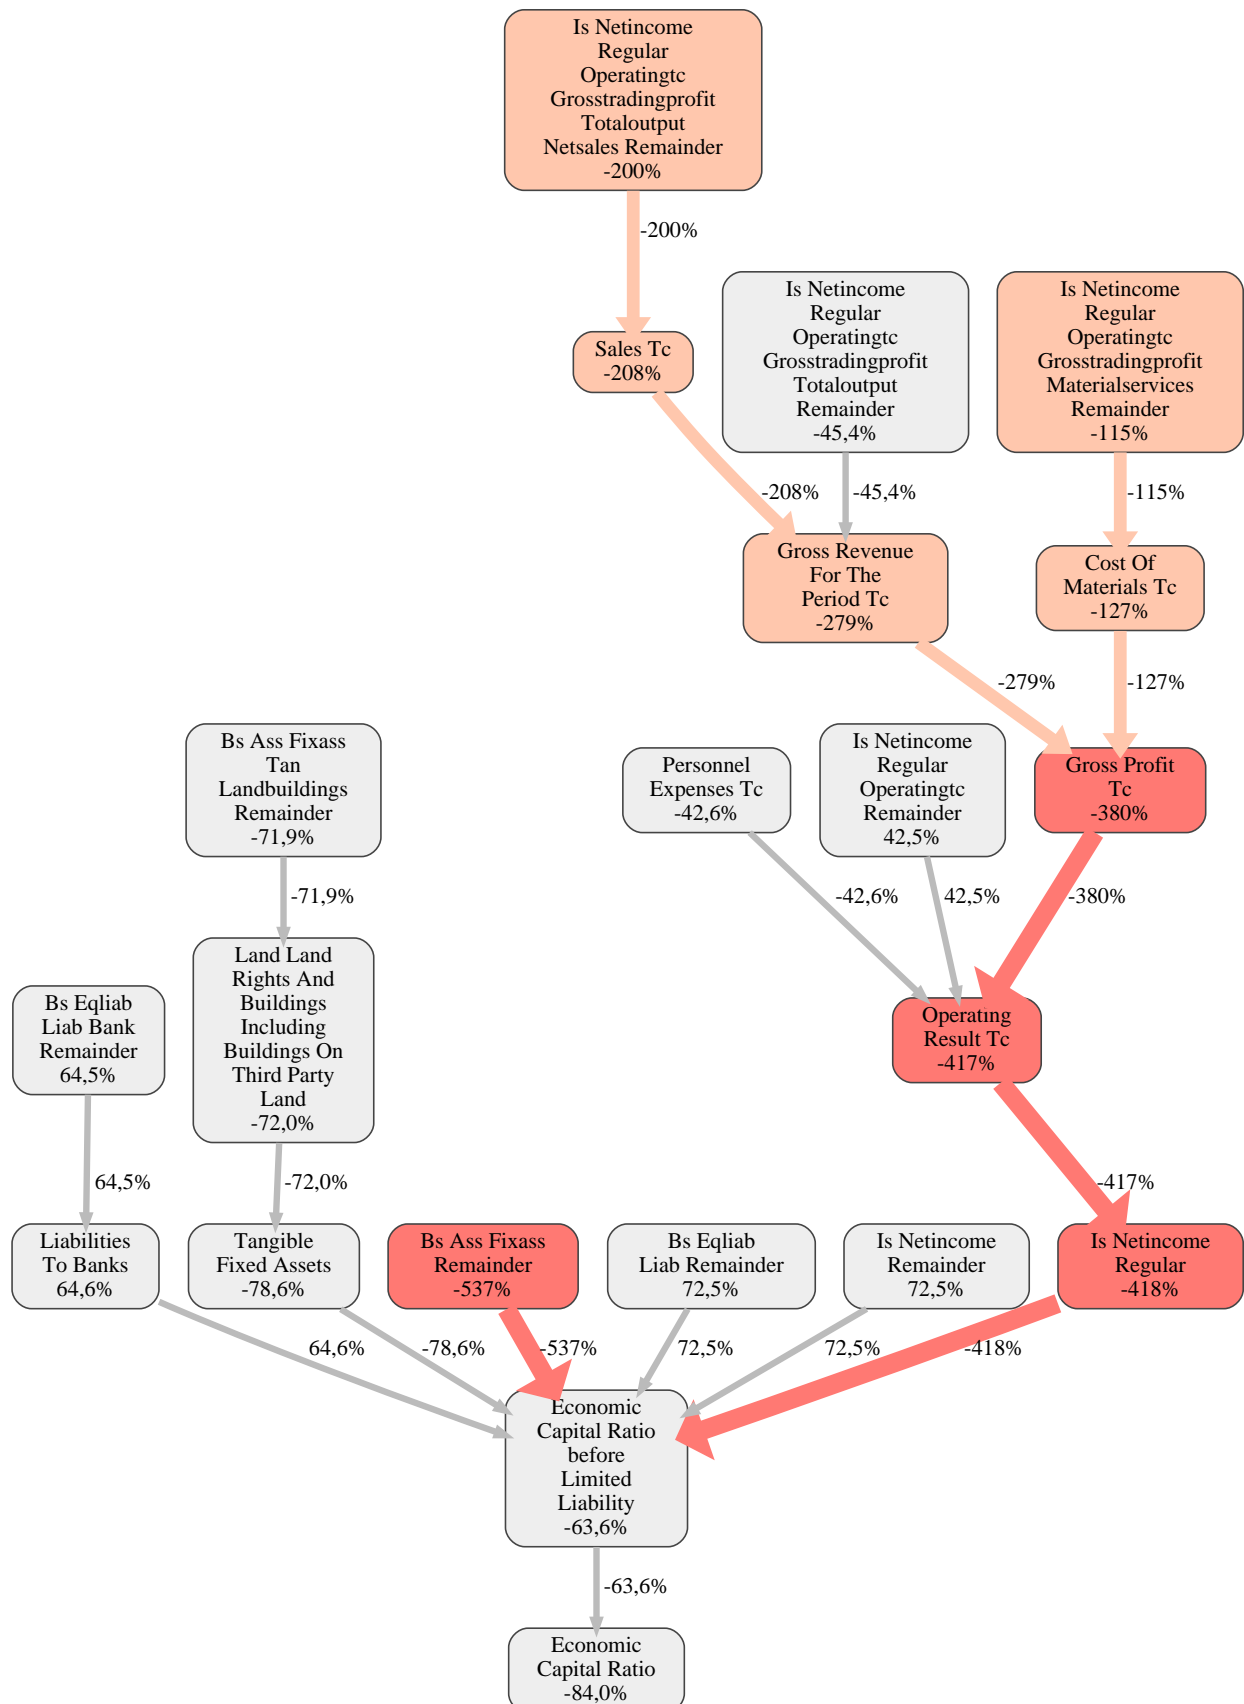 Is Netincome
Regular
Operatingtc
Grosstradingprofit
Totaloutput
Netsales Remainder
-200%
-200%
Sales Tc
-208%
Is Netincome
Regular
Operatingtc
Grosstradingprofit
Totaloutput
Remainder
-45,4%
Is Netincome
Regular
Operatingtc
Grosstradingprofit
Materialservices
Remainder
-115%
-208%
-45,4%
-115%
Gross Revenue
For The
Period Tc
-279%
Cost Of
Materials Tc
-127%
-279%
-127%
Bs Ass Fixass
Tan
Landbuildings
Remainder
-71,9%
Personnel
Expenses Tc
-42,6%
Is Netincome
Regular
Operatingtc
Remainder
42,5%
Gross Profit
Tc
-380%
-71,9%
-42,6%
42,5%
-380%
Bs Eqliab
Liab Bank
Remainder
64,5%
Land Land
Rights And
Buildings
Including
Buildings On
Third Party
Land
-72,0%
Operating
Result Tc
-417%
64,5%
-72,0%
-417%
Liabilities
To Banks
64,6%
Tangible
Fixed Assets
-78,6%
Bs Ass Fixass
Remainder
-537%
Bs Eqliab
Liab Remainder
72,5%
Is Netincome
Remainder
72,5%
Is Netincome
Regular
-418%
64,6%
-78,6%
-537%
72,5%
72,5%
-418%
Economic
Capital Ratio
before
Limited
Liability
-63,6%
-63,6%
Economic
Capital Ratio
-84,0%